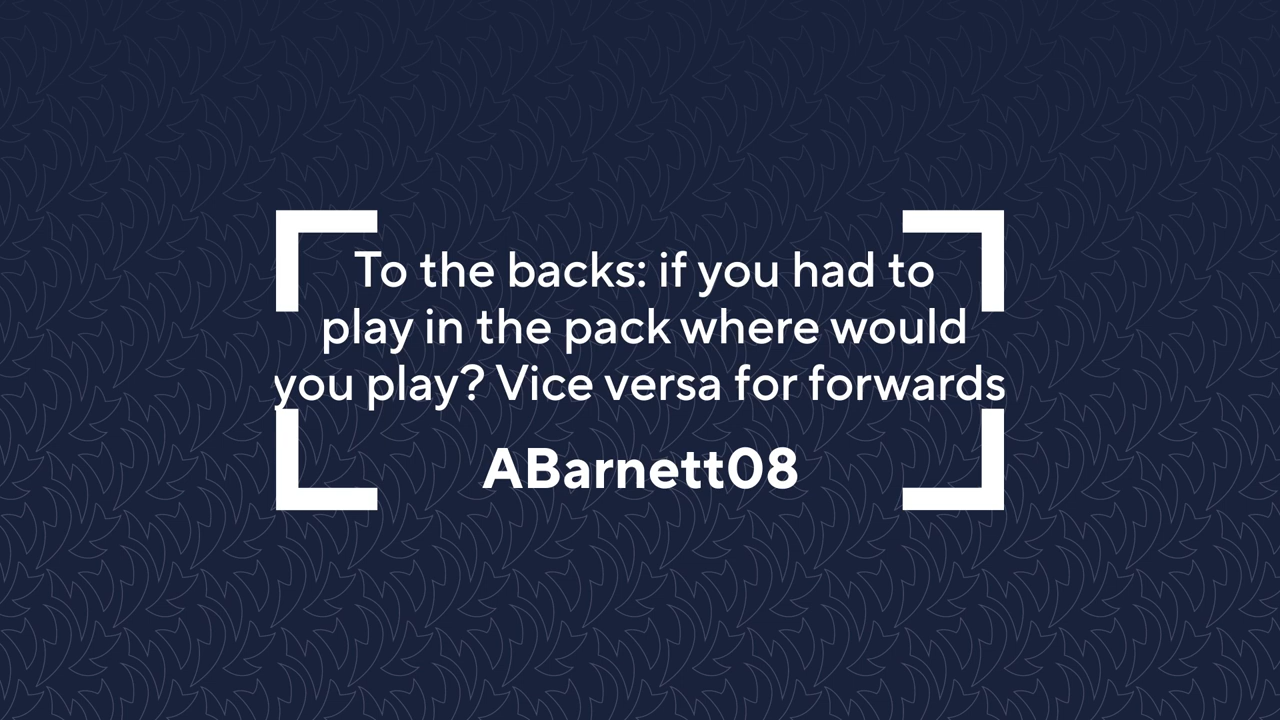 To the backs: if you had to
play in the pack where would
you play? Vice versa for forwards
ABarnett08